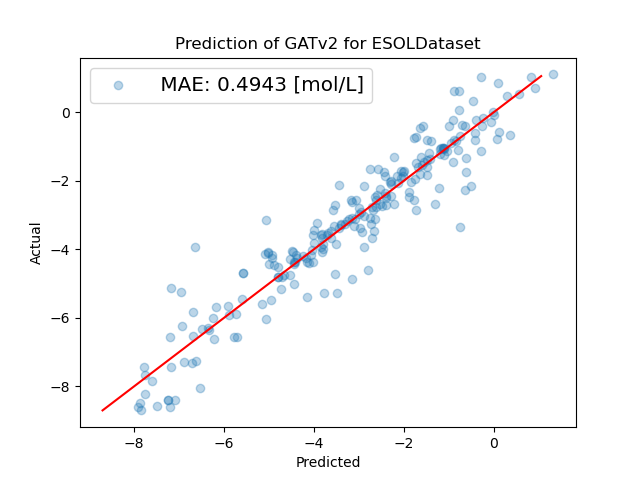 Prediction of GATv2 for ESOLDataset
MAE: 0.4943 [mol/L]
0
−2
−4
−6
−8
Actual
−8 −6 −4 −2 0
Predicted